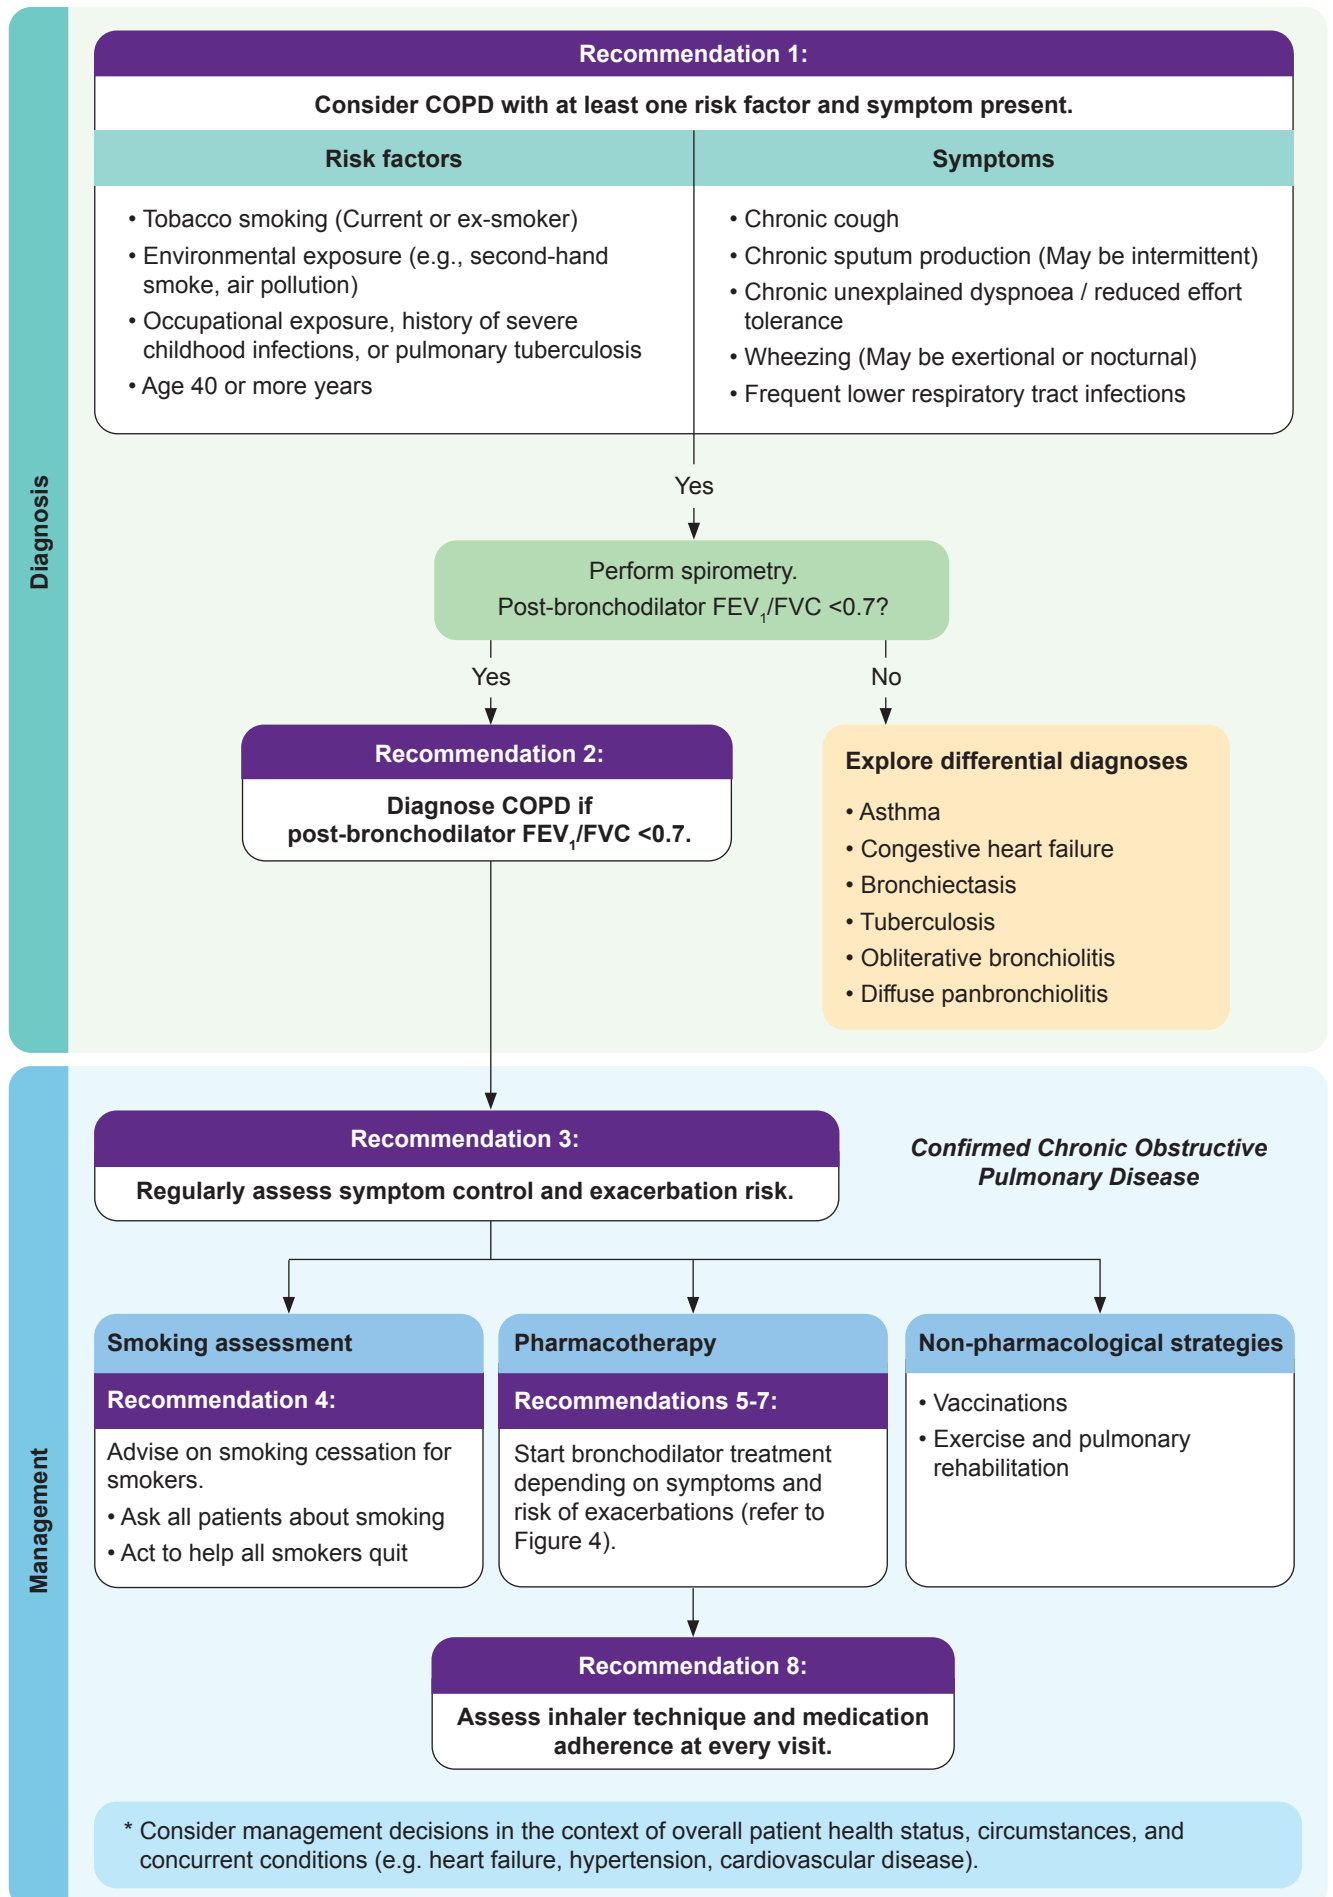 Diagnosis
Recommendation 1:
Consider COPD with at least one risk factor and symptom present.
Risk factors
• Tobacco smoking (Current or ex-smoker)
• Environmental exposure (e.g., second-hand
smoke, air pollution)
• Occupational exposure, history of severe
childhood infections, or pulmonary tuberculosis
• Age 40 or more years
Symptoms
• Chronic cough
• Chronic sputum production (May be intermittent)
• Chronic unexplained dyspnoea / reduced effort
tolerance
• Wheezing (May be exertional or nocturnal)
• Frequent lower respiratory tract infections
Yes
Perform spirometry.
Post-bronchodilator FEV₁/FVC <0.7?
Yes
No
Recommendation 2:
Diagnose COPD if
post-bronchodilator FEV₁/FVC <0.7.
Explore differential diagnoses
• Asthma
• Congestive heart failure
• Bronchiectasis
• Tuberculosis
• Obliterative bronchiolitis
• Diffuse panbronchiolitis
Management
Recommendation 3:
Regularly assess symptom control and exacerbation risk.
Confirmed Chronic Obstructive
Pulmonary Disease
Smoking assessment
Recommendation 4:
Advise on smoking cessation for
smokers.
• Ask all patients about smoking
• Act to help all smokers quit
Pharmacotherapy
Recommendations 5-7:
Start bronchodilator treatment
depending on symptoms and
risk of exacerbations (refer to
Figure 4).
Non-pharmacological strategies
• Vaccinations
• Exercise and pulmonary
rehabilitation
Recommendation 8:
Assess inhaler technique and medication
adherence at every visit.
* Consider management decisions in the context of overall patient health status, circumstances, and
concurrent conditions (e.g. heart failure, hypertension, cardiovascular disease).